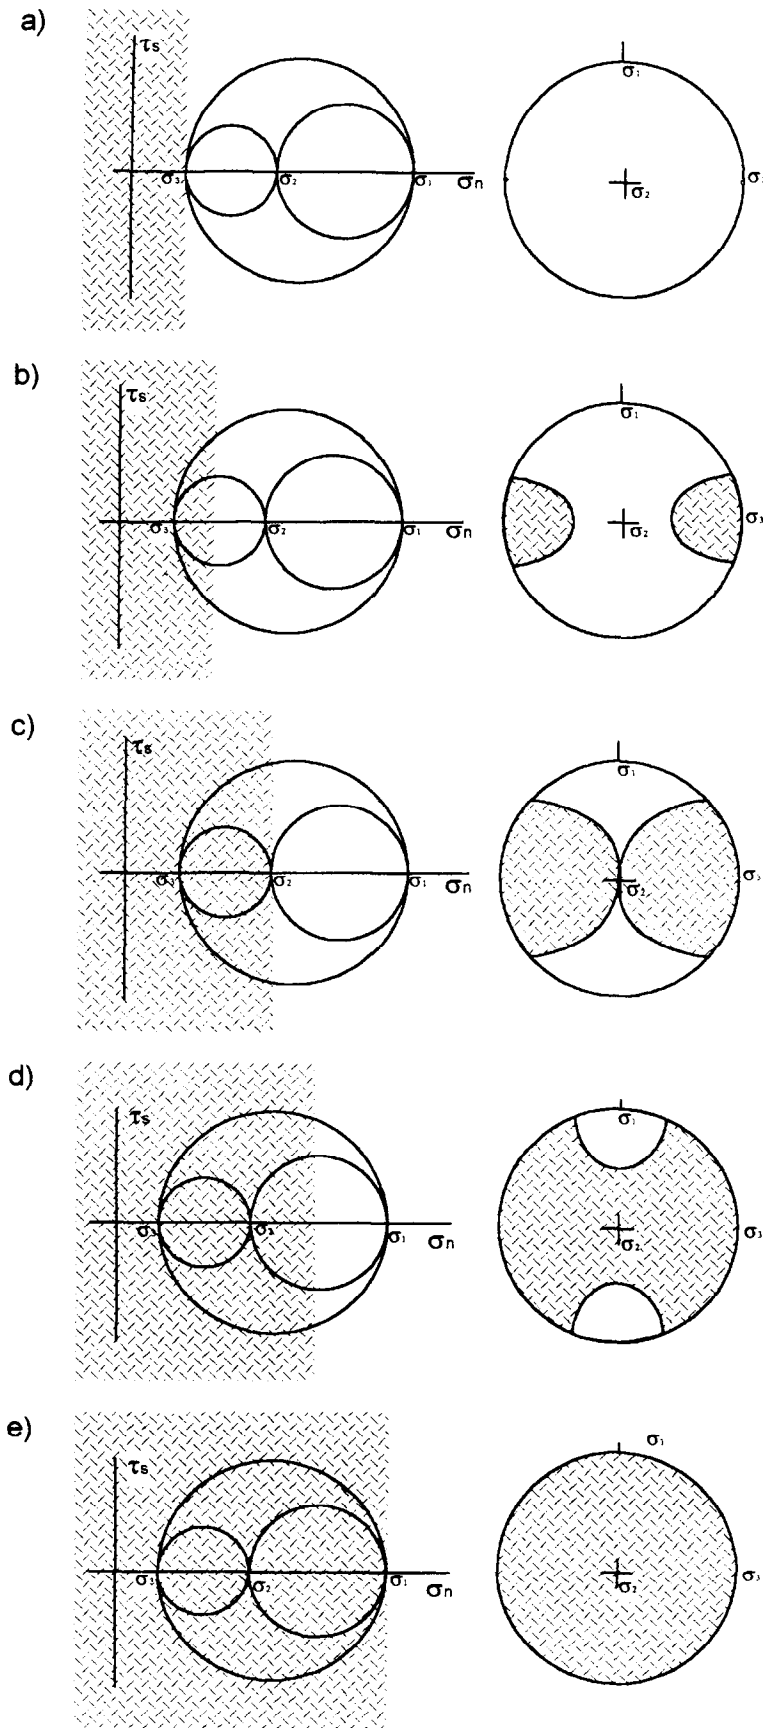 a)
τs
σ₃ σ₂ σ₁ σn
σ₁
σ₂
b)
τs
σ₃ σ₂ σ₁ σn
σ₁
σ₂ σ₃
c)
τs
σ₃ σ₂ σ₁ σn
σ₁
σ₂ σ₃
d)
τs
σ₃ σ₂ σ₁ σn
σ₁
σ₂ σ₃
e)
τs
σ₃ σ₂ σ₁ σn
σ₁
σ₂ σ₃